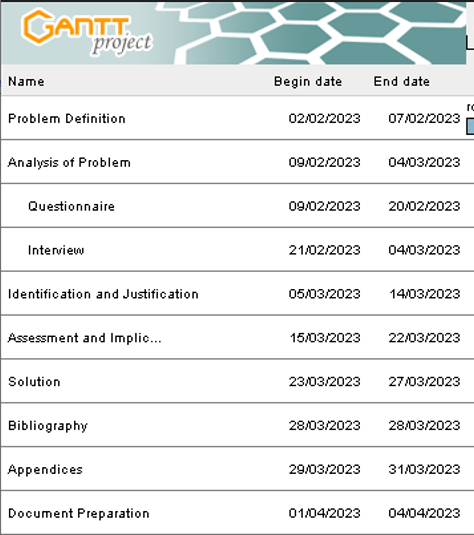 GANTT
project
Name Begin date End date
Problem Definition 02/02/2023 07/02/2023
Analysis of Problem 09/02/2023 04/03/2023
Questionnaire 09/02/2023 20/02/2023
Interview 21/02/2023 04/03/2023
Identification and Justification 05/03/2023 14/03/2023
Assessment and Implic... 15/03/2023 22/03/2023
Solution 23/03/2023 27/03/2023
Bibliography 28/03/2023 28/03/2023
Appendices 29/03/2023 31/03/2023
Document Preparation 01/04/2023 04/04/2023